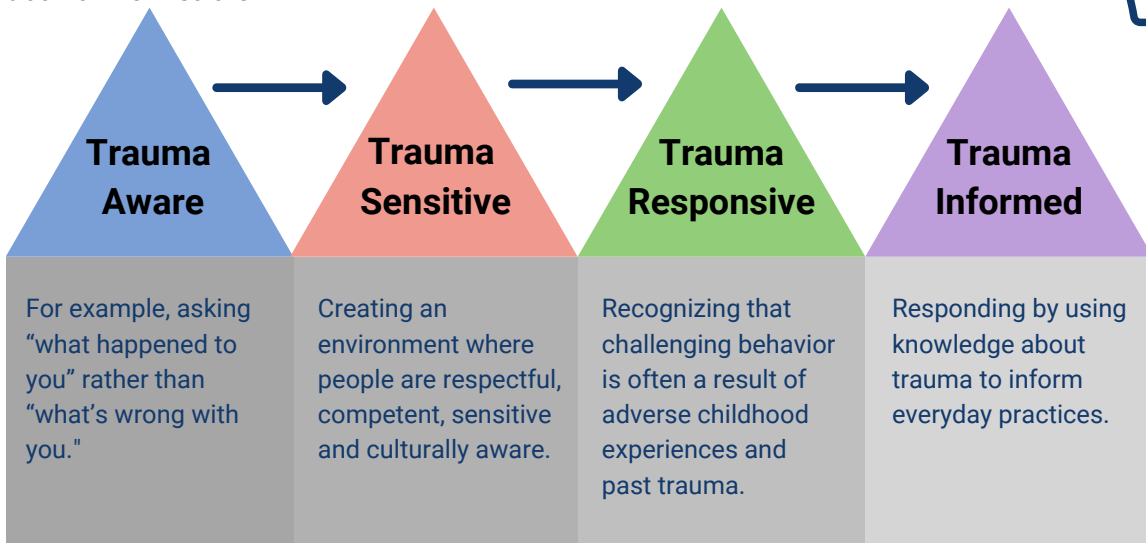 Trauma
Aware
Trauma
Sensitive
Trauma
Responsive
Trauma
Informed
For example, asking
“what happened to
you” rather than
“what’s wrong with
you."
Creating an
environment where
people are respectful,
competent, sensitive
and culturally aware.
Recognizing that
challenging behavior
is often a result of
adverse childhood
experiences and
past trauma.
Responding by using
knowledge about
trauma to inform
everyday practices.